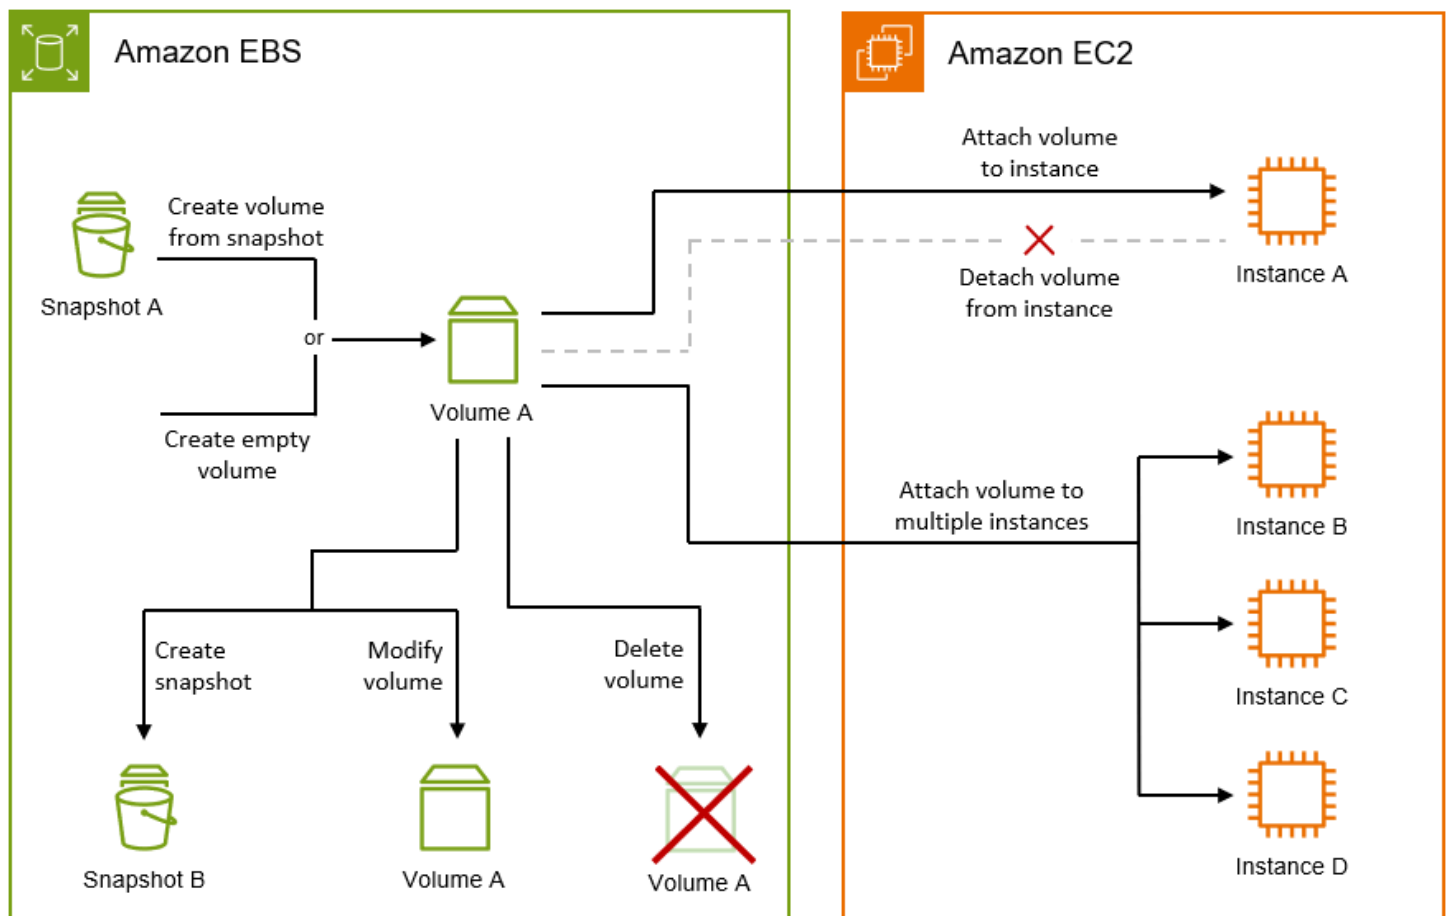 Amazon EBS
Amazon EC2
Attach volume
to instance
Create volume
from snapshot
Detach volume
from instance
Instance A
Snapshot A
or
Volume A
Create empty
volume
Attach volume to
multiple instances
Instance B
Create
snapshot
Modify
volume
Delete
volume
Instance C
Snapshot B
Volume A
Volume A
Instance D